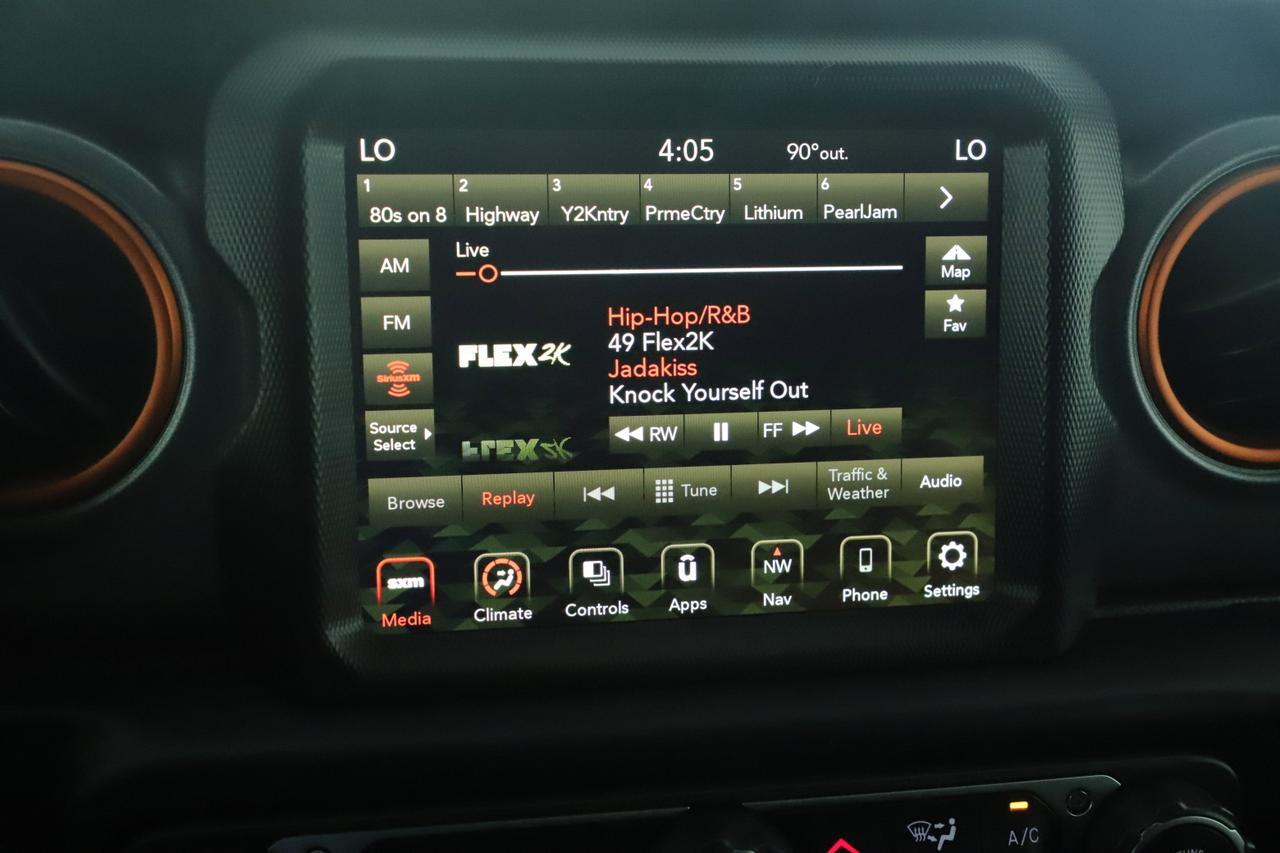 LO 4:05 90°out. LO
1 80s on 8 2 Highway 3 Y2Kntry 4 PrmeCtry 5 Lithium 6 PearlJam
AM
FM
SiriusXM
Source
Select
Live
Map
Fav
FLEX2K
Hip-Hop/R&B
49 Flex2K
Jadakiss
Knock Yourself Out
RW FF Live
Browse Replay Tune Traffic &
Weather Audio
sxm
Media
Climate
Controls
ū
Apps
NW
Nav
Phone
Settings
A/C